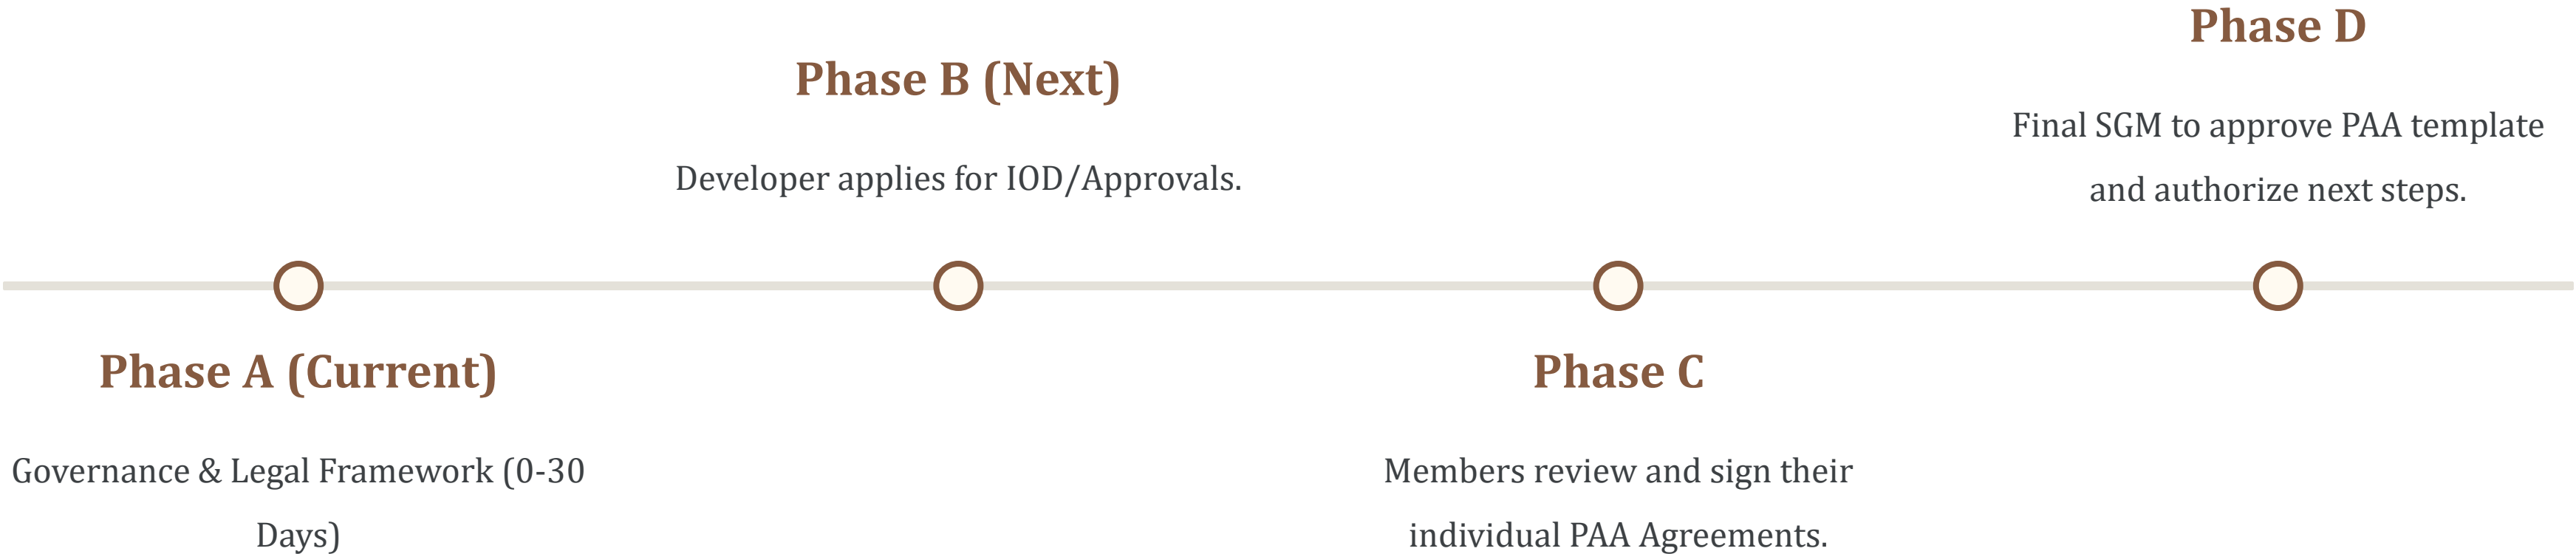 Phase A (Current)
Governance & Legal Framework (0-30
Days)
Phase B (Next)
Developer applies for IOD/Approvals.
Phase C
Members review and sign their
individual PAA Agreements.
Phase D
Final SGM to approve PAA template
and authorize next steps.